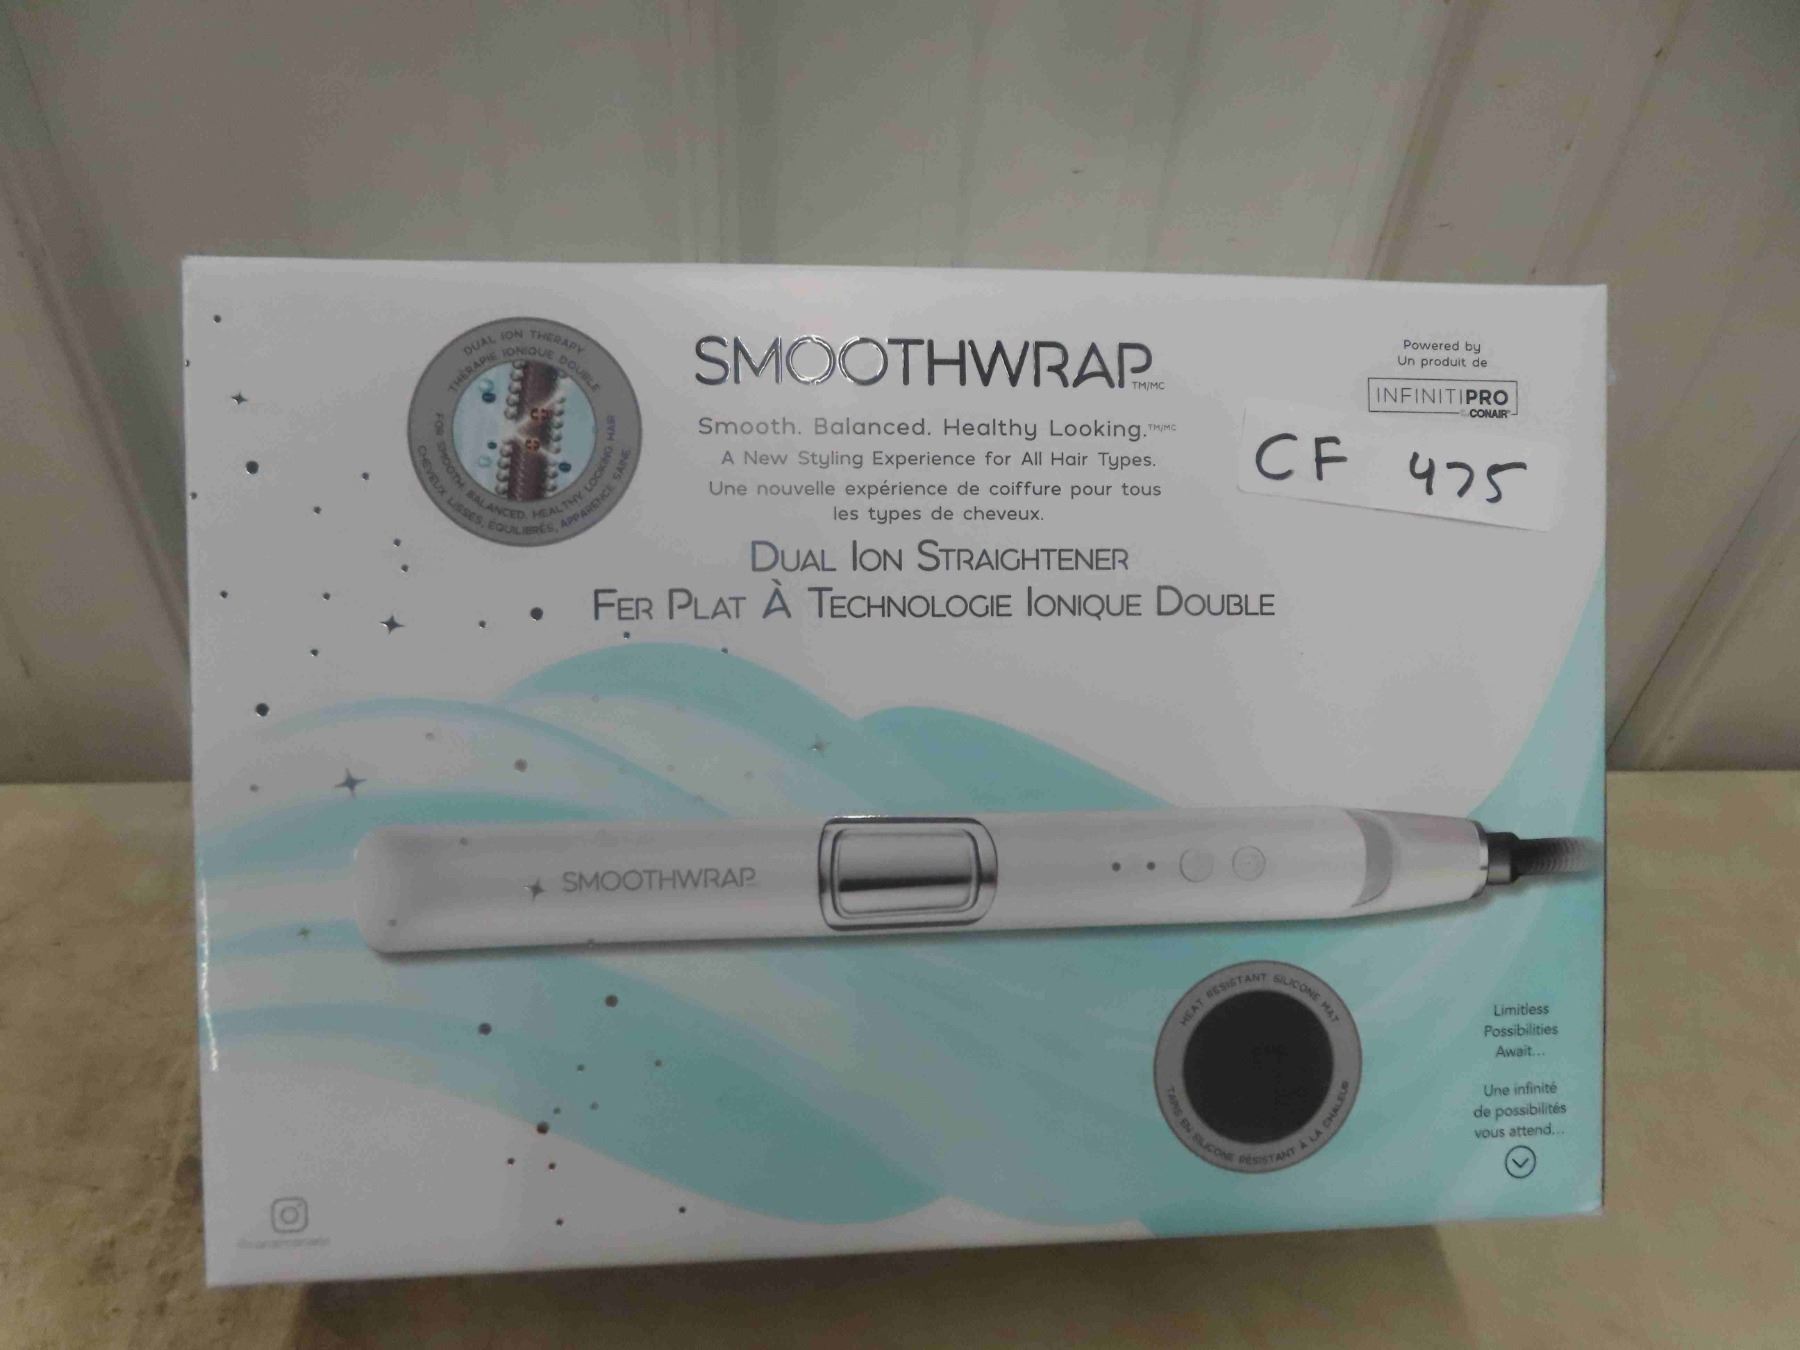 DUAL ION THERAPY
THÉRAPIE IONIQUE DOUBLE
FOR SMOOTH, BALANCED, HEALTHY LOOKING HAIR
CHEVEUX LISSES, ÉQUILIBRÉS, APPARENCE SAINE
SMOOTHWRAP TM/MC
Smooth. Balanced. Healthy Looking.TM/MC
A New Styling Experience for All Hair Types.
Une nouvelle expérience de coiffure pour tous
les types de cheveux.
DUAL ION STRAIGHTENER
FER PLAT À TECHNOLOGIE IONIQUE DOUBLE
Powered by
Un produit de
INFINITIPRO
BY CONAIR
CF 475
SMOOTHWRAP
HEAT RESISTANT SILICONE MAT
TAPIS EN SILICONE RÉSISTANT À LA CHALEUR
Limitless
Possibilities
Await...
Une infinité
de possibilités
vous attend...